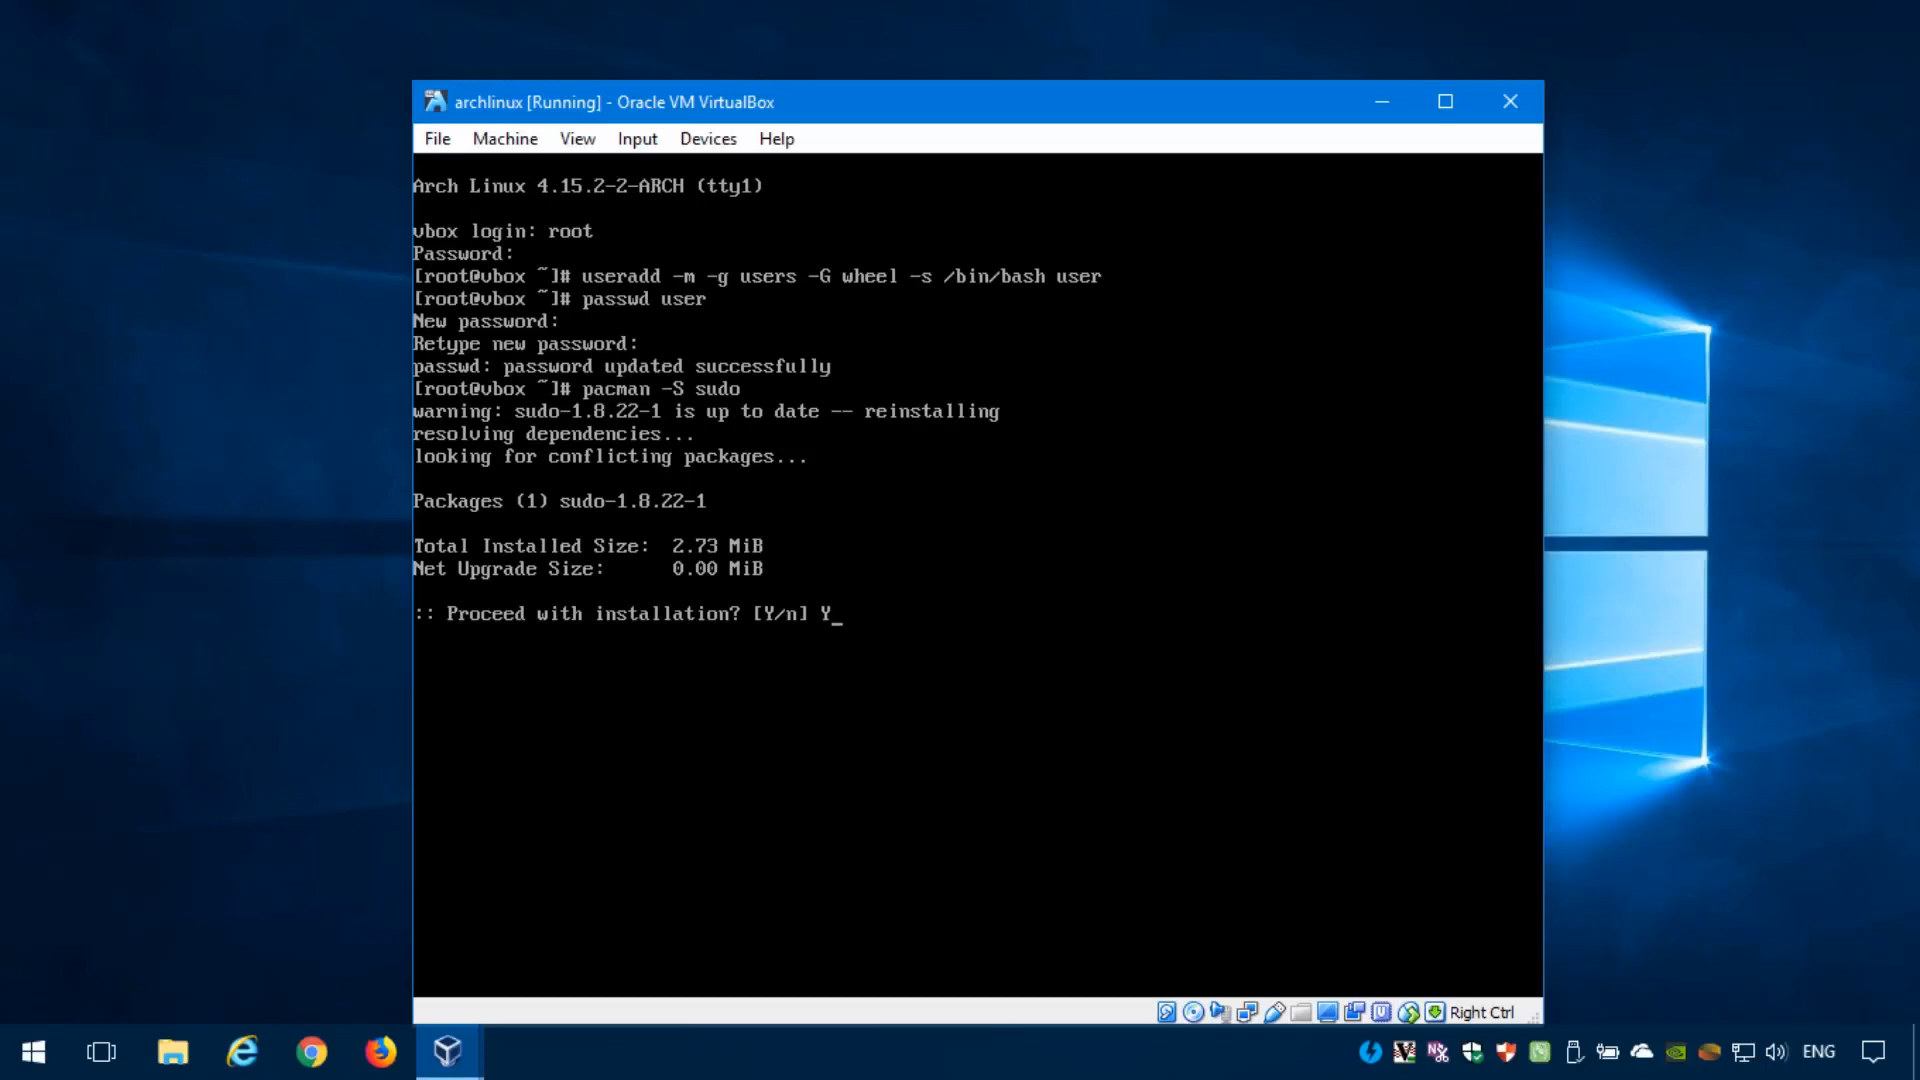 archlinux [Running] - Oracle VM VirtualBox
File Machine View Input Devices Help
Arch Linux 4.15.2-2-ARCH (tty1)
vbox login: root
Password:
[root@vbox ~]# useradd -m -g users -G wheel -s /bin/bash user
[root@vbox ~]# passwd user
New password:
Retype new password:
passwd: password updated successfully
[root@vbox ~]# pacman -S sudo
warning: sudo-1.8.22-1 is up to date -- reinstalling
resolving dependencies...
looking for conflicting packages...
Packages (1) sudo-1.8.22-1
Total Installed Size:  2.73 MiB
Net Upgrade Size:      0.00 MiB
:: Proceed with installation? [Y/n] Y_
Right Ctrl
ENG